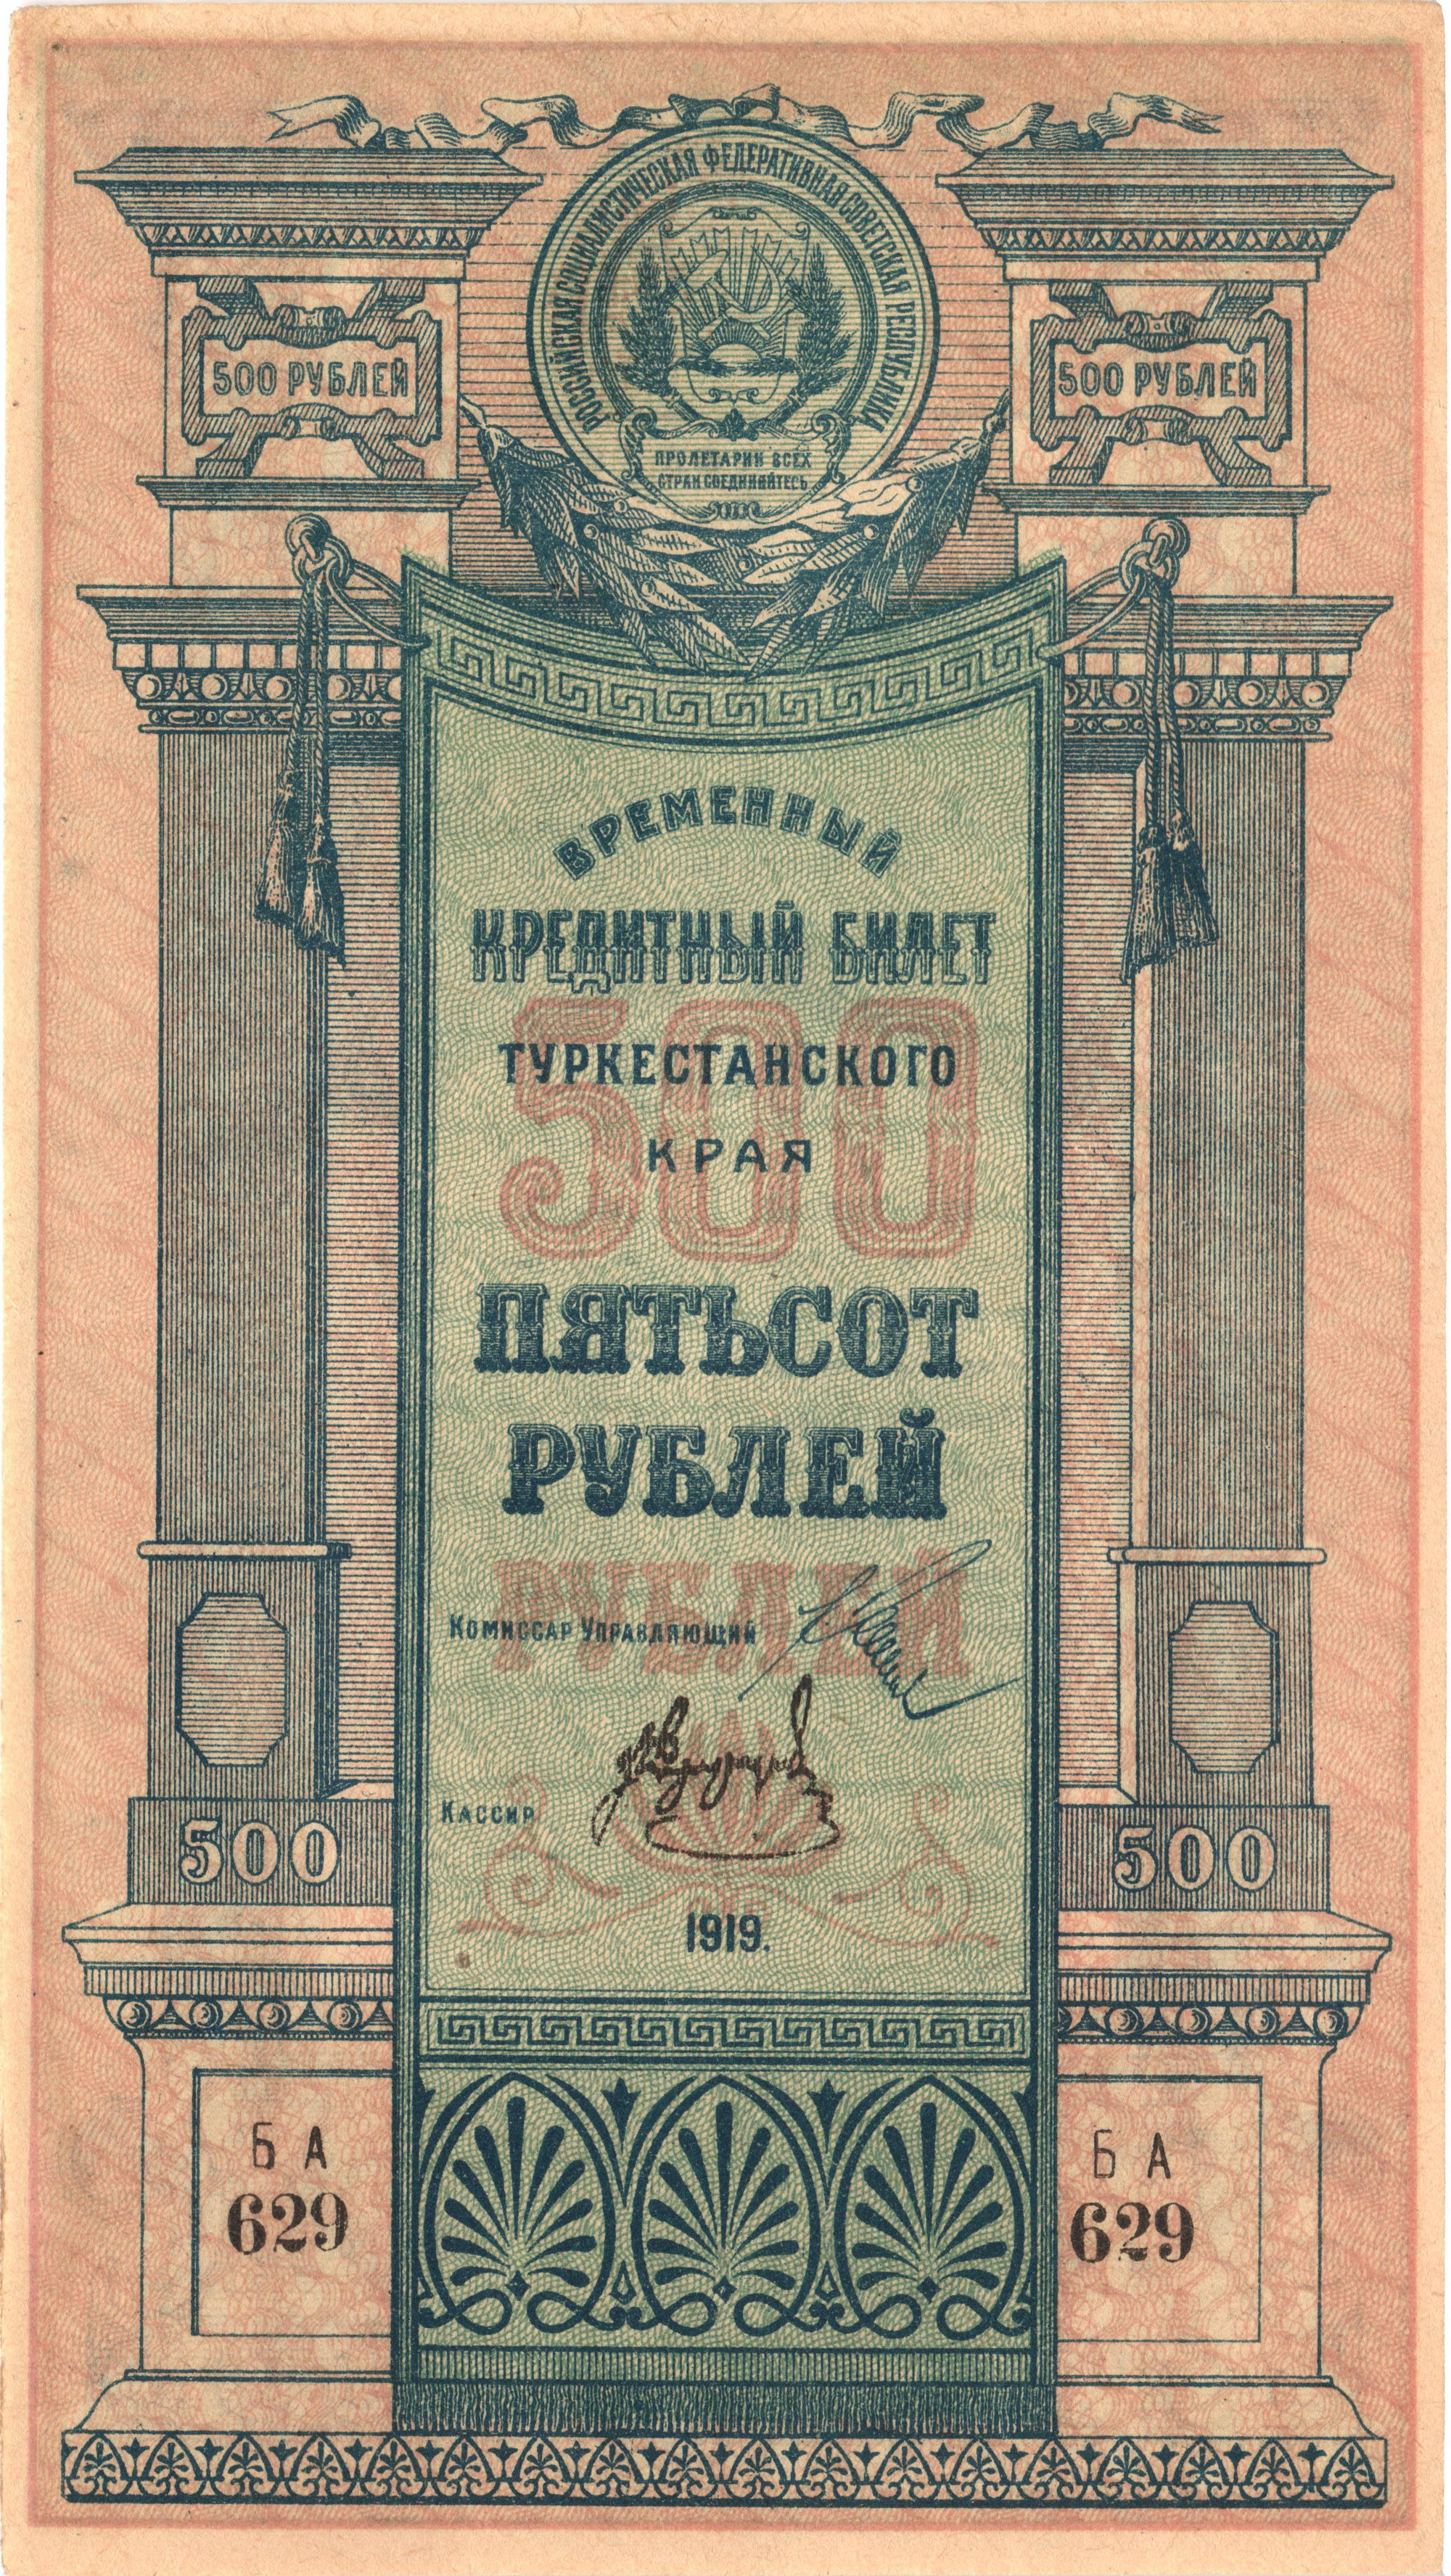 РОССИЙСКАЯ СОЦИАЛИСТИЧЕСКАЯ ФЕДЕРАТИВНАЯ СОВЕТСКАЯ РЕСПУБЛИКА
500 РУБЛЕЙ
500 РУБЛЕЙ
ПРОЛЕТАРИИ ВСЕХ
СТРАН СОЕДИНЯЙТЕСЬ
ВРЕМЕННЫЙ
КРЕДИТНЫЙ БИЛЕТ
500
ТУРКЕСТАНСКОГО
КРАЯ
ПЯТЬСОТ
РУБЛЕЙ
РУБЛЕЙ
КОМИССАР УПРАВЛЯЮЩИЙ
КАССИР
500
500
1919.
Б А
629
Б А
629